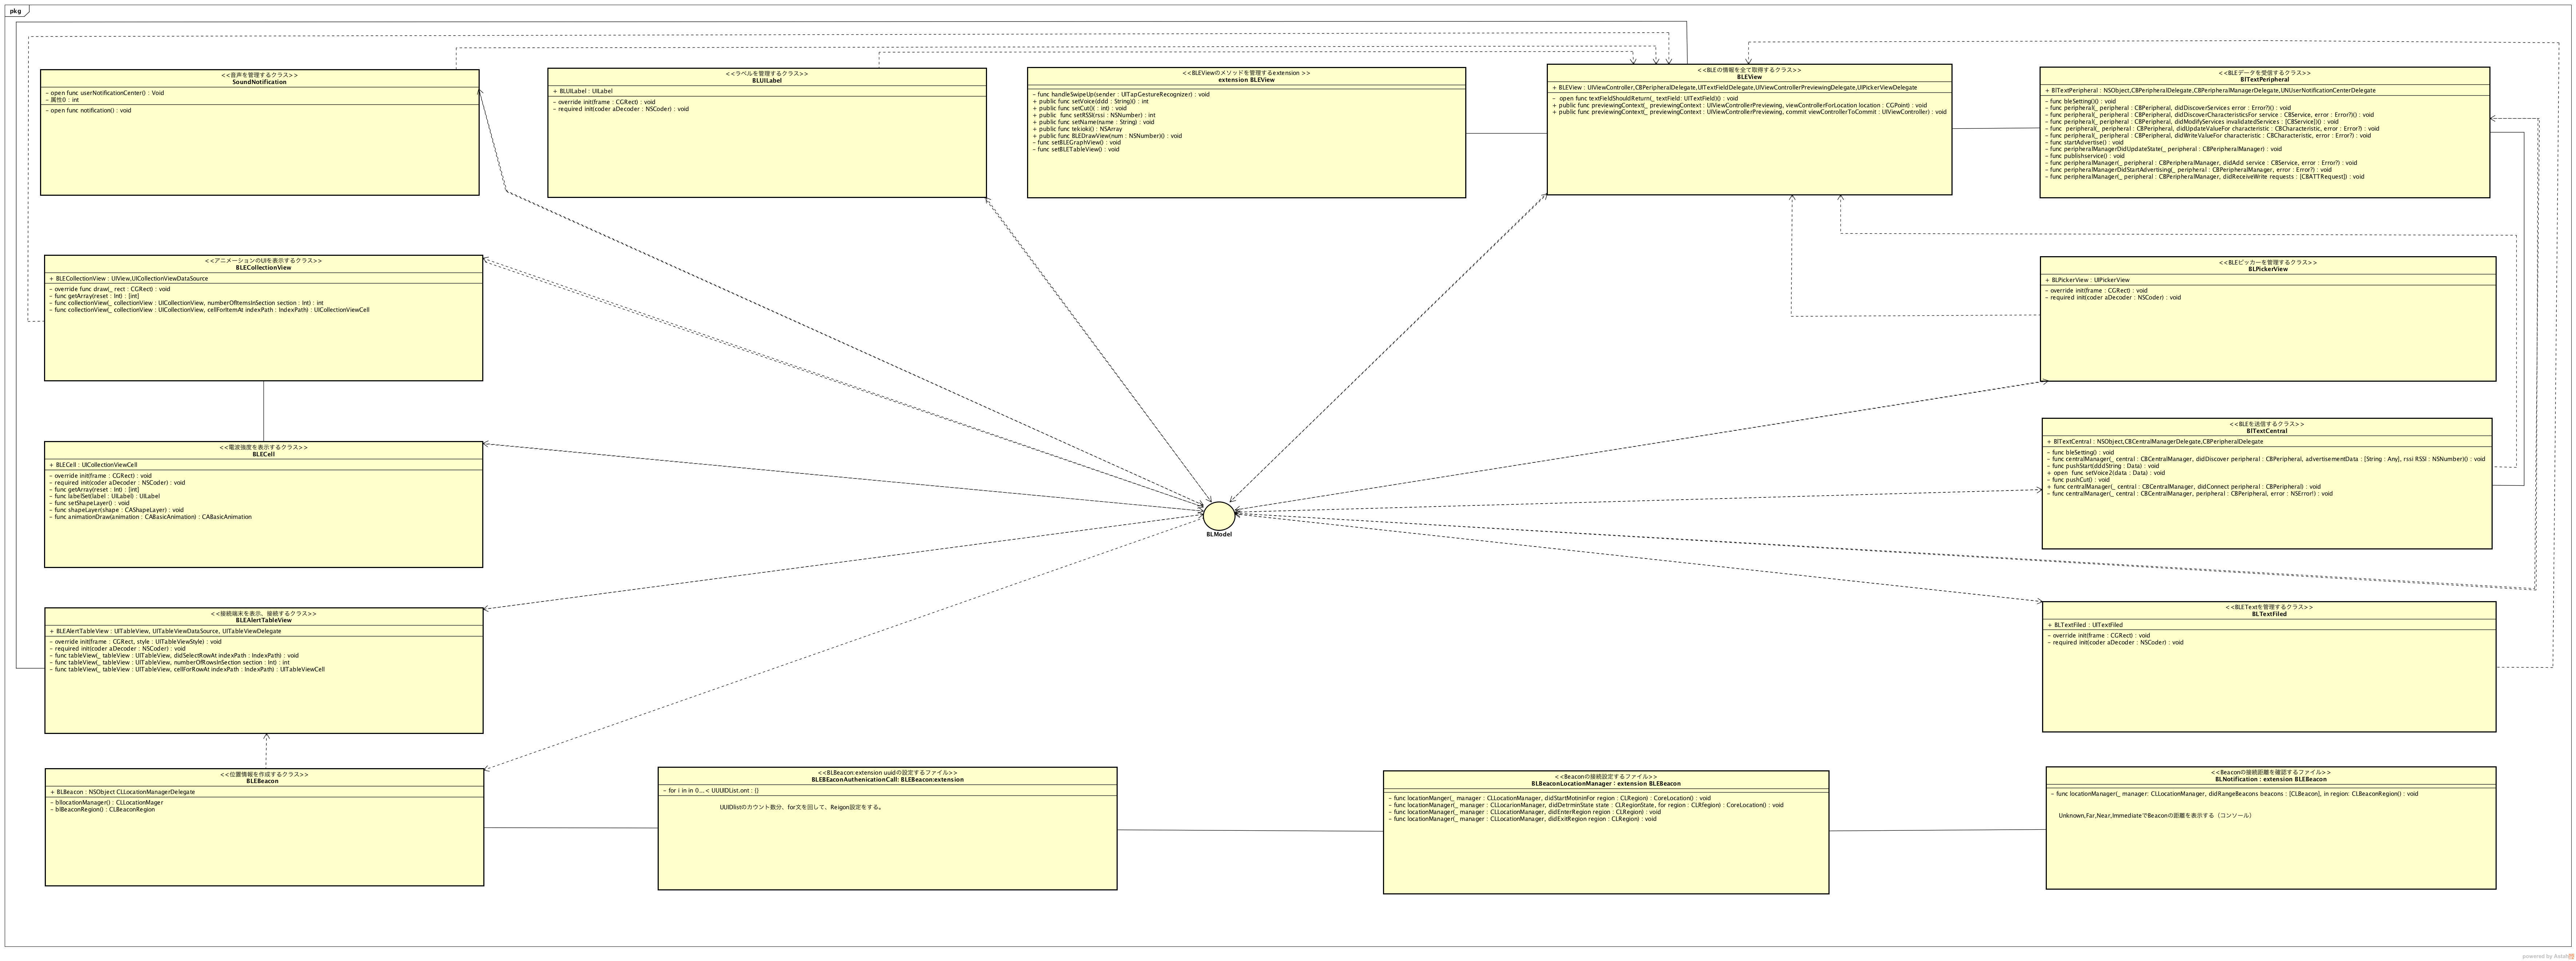 pkg
<<音声を管理するクラス>>
SoundNotification
− open func userNotificationCenter() : Void
− 属性0 : int
− open func notification() : void
<<ラベルを管理するクラス>>
BLUILabel
+ BLUILabel : UILabel
− override init(frame : CGRect) : void
− required init(coder aDecoder : NSCoder) : void
<<BLEViewのメソッドを管理するextension >>
extension BLEView
− func handleSwipeUp(sender : UITapGestureRecognizer) : void
+ public func setVoice(ddd : String)() : int
+ public func setCut()( : int) : void
+ public  func setRSSI(rssi : NSNumber) : int
+ public func setName(name : String) : void
+ public func tekioki() : NSArray
+ public func BLEDrawView(num : NSNumber)() : void
− func setBLEGraphView() : void
− func setBLETableView() : void
<<BLEの情報を全て取得するクラス>>
BLEView
+ BLEView : UIViewController,CBPeripheralDelegate,UITextFieldDelegate,UIViewControllerPreviewingDelegate,UIPickerViewDelegate
−  open func textFieldShouldReturn(_ textField: UITextField)() : void
+ public func previewingContext(_ previewingContext : UIViewControllerPreviewing, viewControllerForLocation location : CGPoint) : void
+ public func previewingContext(_ previewingContext : UIViewControllerPreviewing, commit viewControllerToCommit : UIViewController) : void
<<BLEデータを受信するクラス>>
BlTextPeripheral
+ BlTextPeripheral : NSObject,CBPeripheralDelegate,CBPeripheralManagerDelegate,UNUserNotificationCenterDelegate
− func bleSetting()() : void
− func peripheral(_ peripheral : CBPeripheral, didDiscoverServices error : Error?)() : void
− func peripheral(_ peripheral : CBPeripheral, didDiscoverCharacteristicsFor service : CBService, error : Error?)() : void
− func peripheral(_ peripheral : CBPeripheral, didModifyServices invalidatedServices : [CBService])() : void
− func  peripheral(_ peripheral : CBPeripheral, didUpdateValueFor characteristic : CBCharacteristic, error : Error?) : void
− func peripheral(_ peripheral : CBPeripheral, didWriteValueFor characteristic : CBCharacteristic, error : Error?) : void
− func startAdvertise() : void
− func peripheralManagerDidUpdateState(_ peripheral : CBPeripheralManager) : void
− func publishservice() : void
− func peripheralManager(_ peripheral : CBPeripheralManager, didAdd service : CBService, error : Error?) : void
− func peripheralManagerDidStartAdvertising(_ peripheral : CBPeripheralManager, error : Error?) : void
− func peripheralManager(_ peripheral : CBPeripheralManager, didReceiveWrite requests : [CBATTRequest]) : void
<<アニメーションのUIを表示するクラス>>
BLECollectionView
+ BLECollectionView : UIView,UICollectionViewDataSource
− override func draw(_ rect : CGRect) : void
− func getArray(reset : Int) : [int]
− func collectionView(_ collectionView : UICollectionView, numberOfItemsInSection section : Int) : int
− func collectionView(_ collectionView : UICollectionView, cellForItemAt indexPath : IndexPath) : UICollectionViewCell
<<BLEピッカーを管理するクラス>>
BLPickerView
+ BLPickerView : UIPickerView
− override init(frame : CGRect) : void
− required init(coder aDecoder : NSCoder) : void
<<電波強度を表示するクラス>>
BLECell
+ BLECell : UICollectionViewCell
− override init(frame : CGRect) : void
− required init(coder aDecoder : NSCoder) : void
− func getArray(reset : Int) : [int]
− func labelSet(label : UILabel) : UILabel
− func setShapeLayer() : void
− func shapeLayer(shape : CAShapeLayer) : void
− func animationDraw(animation : CABasicAnimation) : CABasicAnimation
<<BLEを送信するクラス>>
BlTextCentral
+ BlTextCentral : NSObject,CBCentralManagerDelegate,CBPeripheralDelegate
− func bleSetting() : void
− func centralManager(_ central : CBCentralManager, didDiscover peripheral : CBPeripheral, advertisementData : [String : Any], rssi RSSI : NSNumber)() : void
− func pushStart(dddString : Data) : void
+ open  func setVoice2(data : Data) : void
− func pushCut() : void
+ func centralManager(_ central : CBCentralManager, didConnect peripheral : CBPeripheral) : void
− func centralManager(_ central : CBCentralManager, peripheral : CBPeripheral, error : NSError!) : void
BLModel
<<接続端末を表示、接続するクラス>>
BLEAlertTableView
+ BLEAlertTableView : UITableView, UITableViewDataSource, UITableViewDelegate
− override init(frame : CGRect, style : UITableViewStyle) : void
− required init(coder aDecoder : NSCoder) : void
− func tableView(_ tableView : UITableView, didSelectRowAt indexPath : IndexPath) : void
− func tableView(_ tableView : UITableView, numberOfRowsInSection section : Int) : int
− func tableView(_ tableView : UITableView, cellForRowAt indexPath : IndexPath) : UITableViewCell
<<BLETextを管理するクラス>>
BLTextFiled
+ BLTextFiled : UITextFiled
− override init(frame : CGRect) : void
− required init(coder aDecoder : NSCoder) : void
<<位置情報を作成するクラス>>
BLEBeacon
+ BLBeacon : NSObject CLLocationManagerDelegate
− bllocationManager() : CLLocationMager
− blBeaconRegion() : CLBeaconRegion
<<BLBeacon:extension uuidの設定するファイル>>
BLEBEaconAuthenicationCall: BLEBeacon:extension
− for i in in 0...< UUUIDList.ont : {}
UUIDlistのカウント数分、for文を回して、Reigon設定をする。
<<Beaconの接続設定するファイル>>
BLBeaconLocationManager : extension BLEBeacon
− func locationManger(_ manager : CLLocationManager, didStartMotininFor region : CLRegion) : CoreLocation() : void
− func locationManager(_ manager : CLLocarionManager, didDetrminState state : CLRegionState, for region : CLRfegion) : CoreLocation() : void
− func locationManager(_ manager : CLLocationManager, didEnterRegion region : CLRegion) : void
− func locationManager(_ manager : CLLocationManager, didExitRegion region : CLRegion) : void
<<Beaconの接続距離を確認するファイル>>
BLNotification : extension BLEBeacon
− func locationManager(_ manager: CLLocationManager, didRangeBeacons beacons : [CLBeacon], in region: CLBeaconRegion() : void
Unknown,Far,Near,ImmediateでBeaconの距離を表示する（コンソール）
powered by Astah